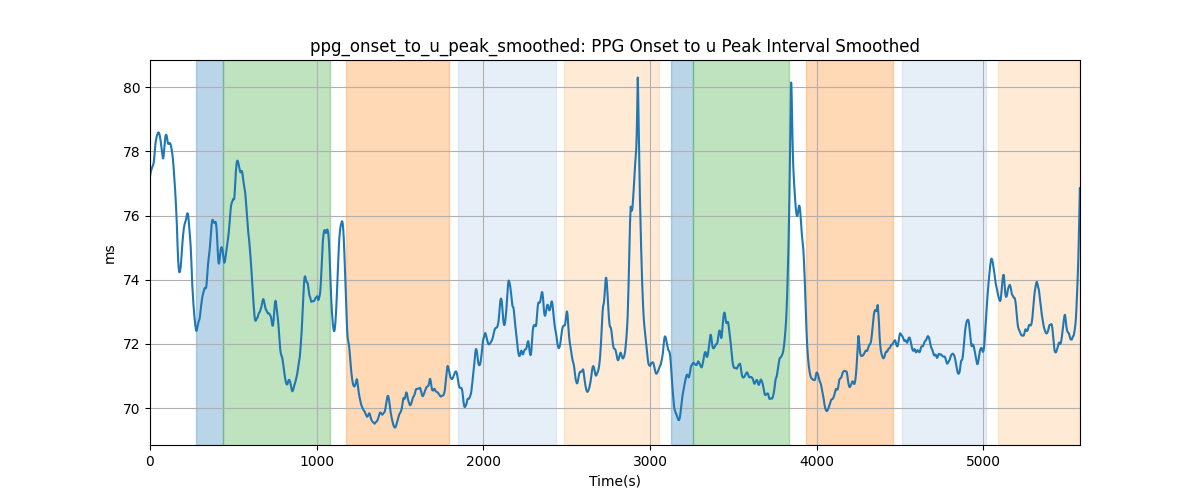 ppg_onset_to_u_peak_smoothed: PPG Onset to u Peak Interval Smoothed
80
78
76
74
72
70
ms
0 1000 2000 3000 4000 5000
Time(s)